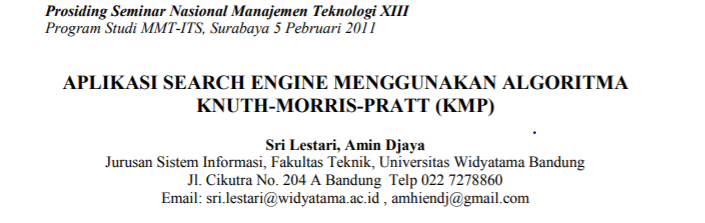 Prosiding Seminar Nasional Manajemen Teknologi XIII
Program Studi MMT-ITS, Surabaya 5 Pebruari 2011
APLIKASI SEARCH ENGINE MENGGUNAKAN ALGORITMA
KNUTH-MORRIS-PRATT (KMP)
Sri Lestari, Amin Djaya
Jurusan Sistem Informasi, Fakultas Teknik, Universitas Widyatama Bandung
Jl. Cikutra No. 204 A Bandung  Telp 022 7278860
Email: sri.lestari@widyatama.ac.id , amhiendj@gmail.com